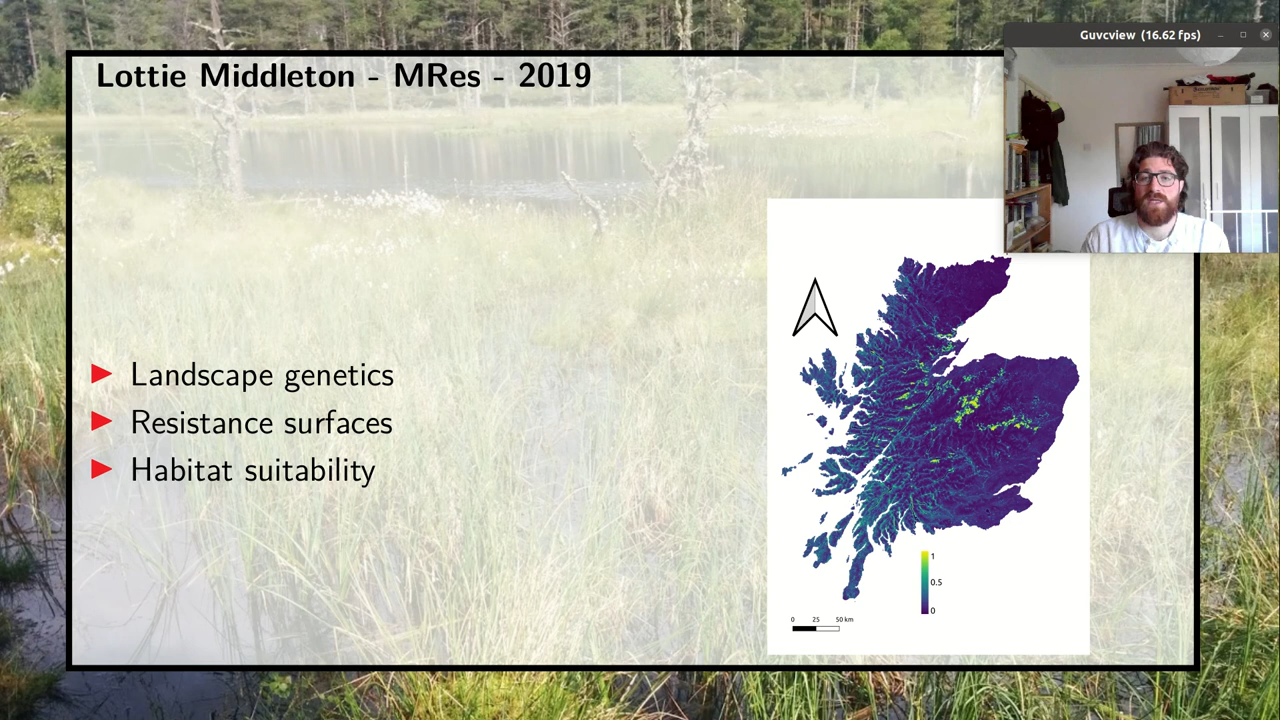 Guvcview (16.62 fps)
Lottie Middleton - MRes - 2019
Landscape genetics
Resistance surfaces
Habitat suitability
1
0.5
0
0 25 50 km